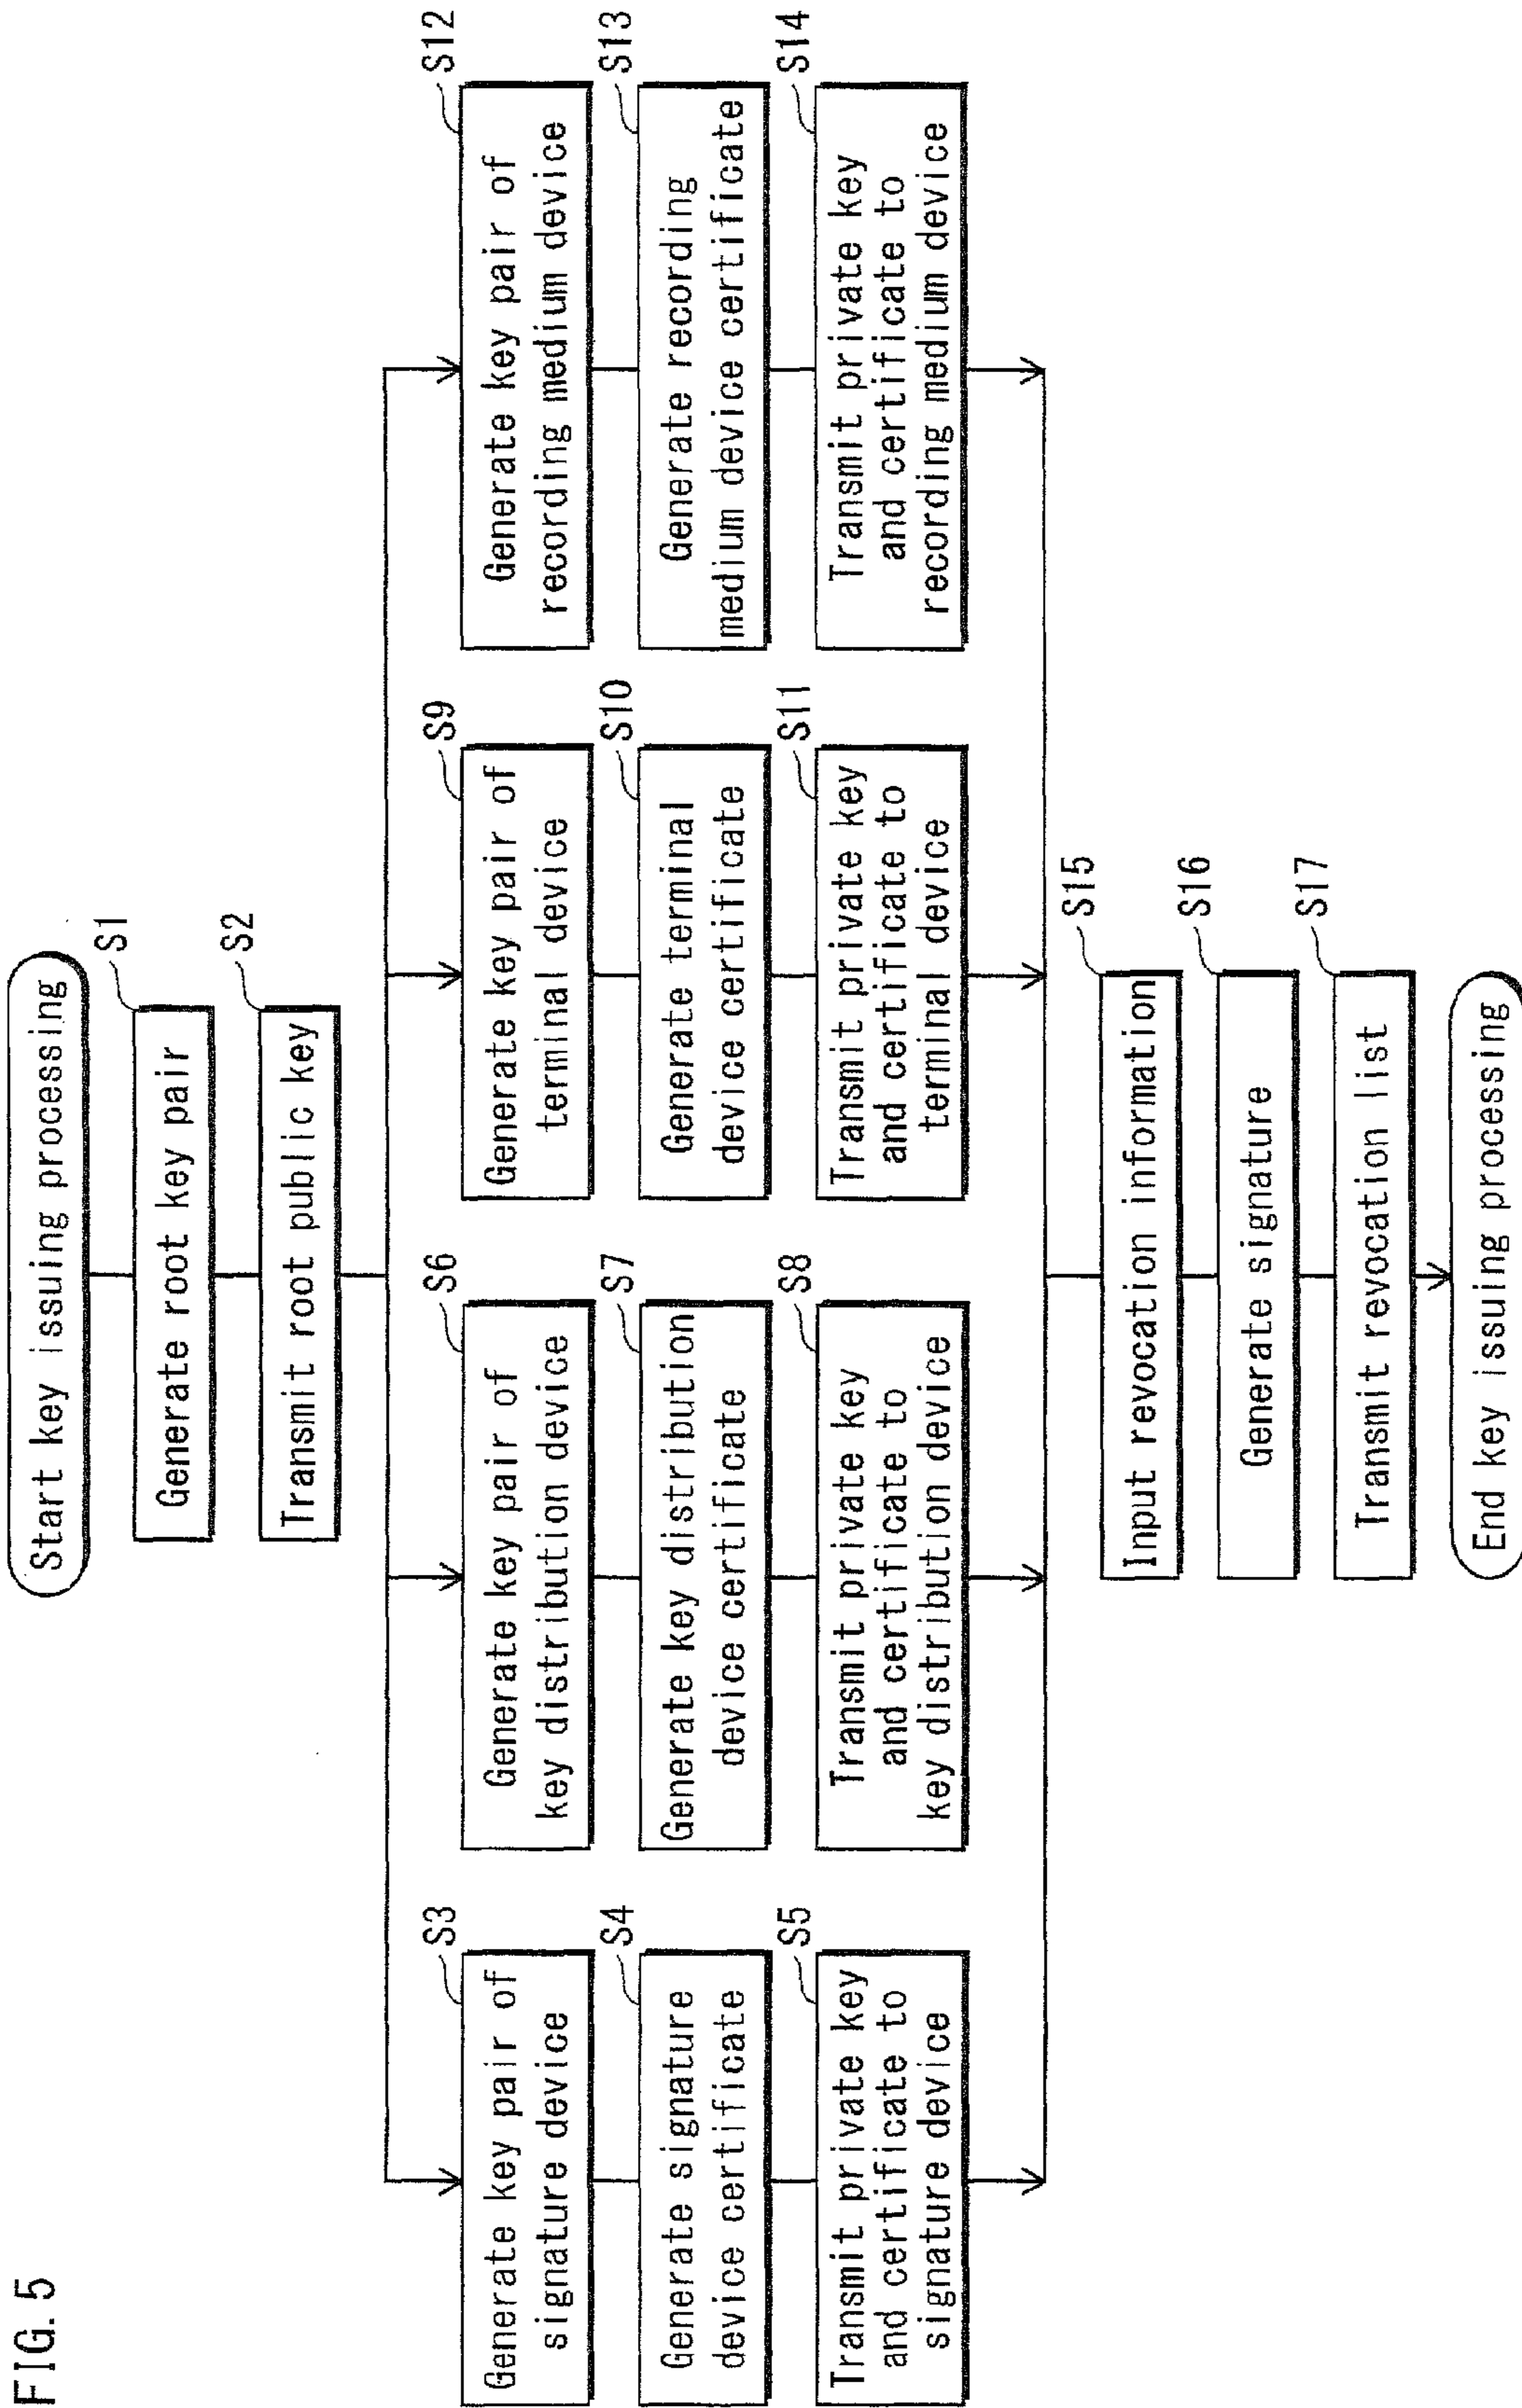 FIG. 5
Start key issuing processing
S1
Generate root key pair
S2
Transmit root public key
S3
Generate key pair of
signature device
S4
Generate signature
device certificate
S5
Transmit private key
and certificate to
signature device
S6
Generate key pair of
key distribution device
S7
Generate key distribution
device certificate
S8
Transmit private key
and certificate to
key distribution device
S9
Generate key pair of
terminal device
S10
Generate terminal
device certificate
S11
Transmit private key
and certificate to
terminal device
S12
Generate key pair of
recording medium device
S13
Generate recording
medium device certificate
S14
Transmit private key
and certificate to
recording medium device
S15
Input revocation information
S16
Generate signature
S17
Transmit revocation list
End key issuing processing